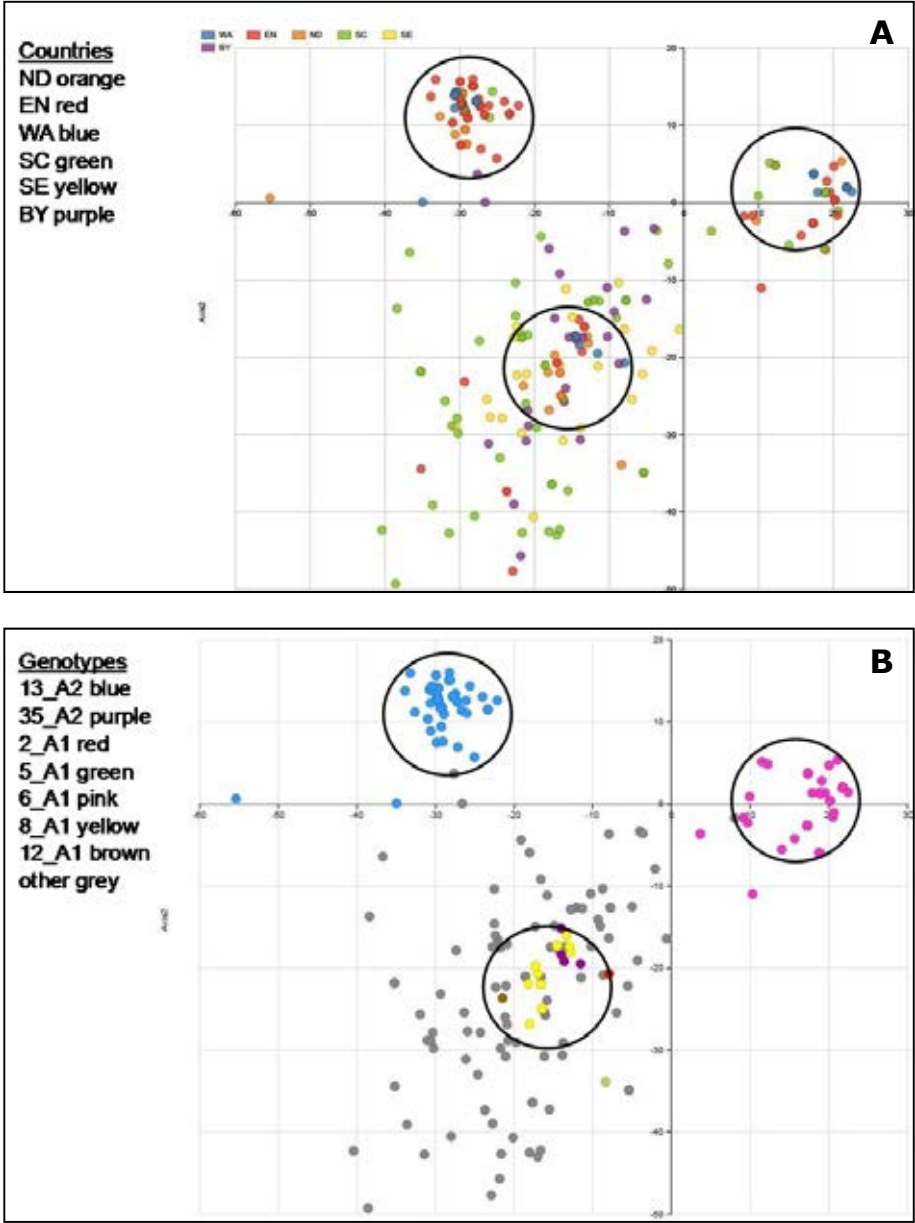 A
WA EN ND SC SE
BY
Countries
ND orange
EN red
WA blue
SC green
SE yellow
BY purple
20
10
-60 -50 -40 -30 -20 -10 0 10 20 30
-10
-20
-30
-40
-50
Axis2
B
Genotypes
13_A2 blue
35_A2 purple
2_A1 red
5_A1 green
6_A1 pink
8_A1 yellow
12_A1 brown
other grey
20
10
-60 -50 -40 -30 -20 -10 0 10 20 30
-10
-20
-30
-40
-50
Axis2